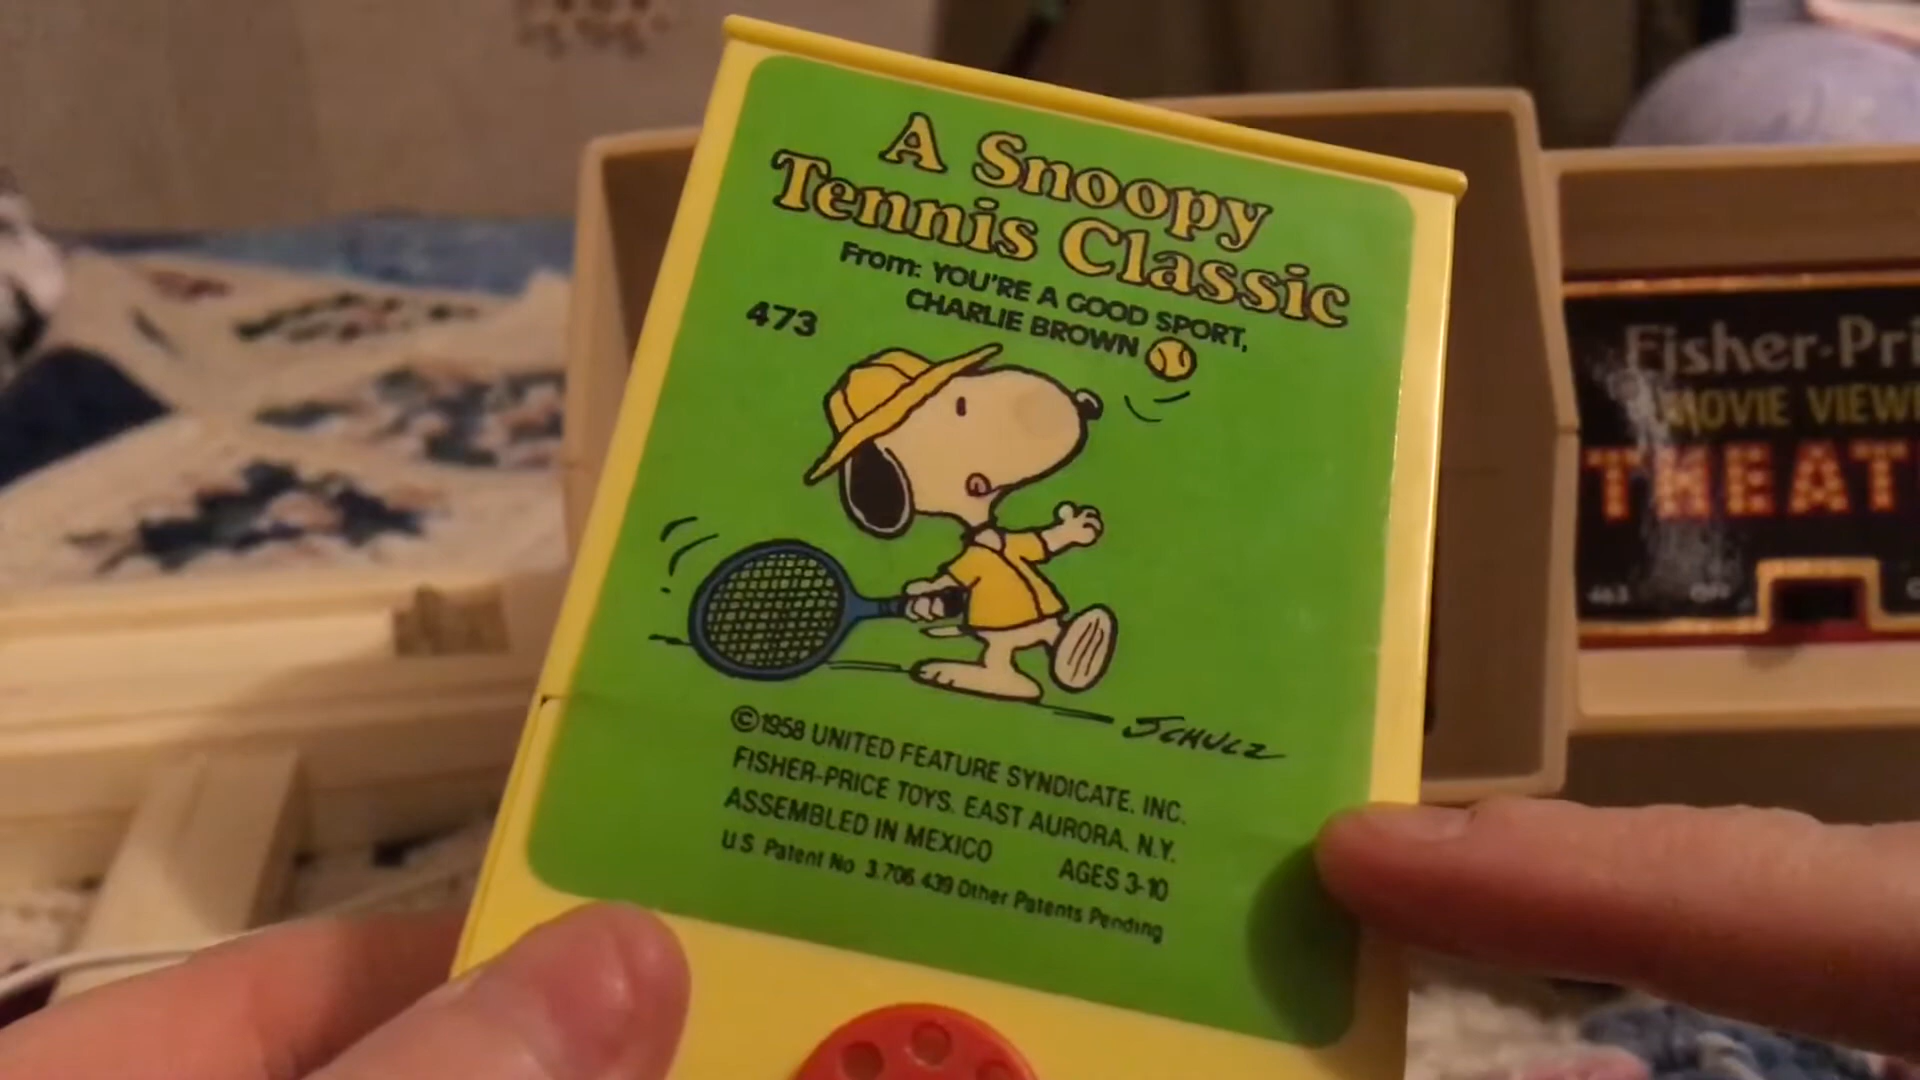 A Snoopy
Tennis Classic
From: YOU'RE A GOOD SPORT,
CHARLIE BROWN
473
SCHULZ
©1958 UNITED FEATURE SYNDICATE, INC.
FISHER-PRICE TOYS, EAST AURORA, N.Y.
ASSEMBLED IN MEXICO AGES 3-10
U.S. Patent No 3,706,439 Other Patents Pending
Fisher-Pri
MOVIE VIEW
THEAT
463 OFF